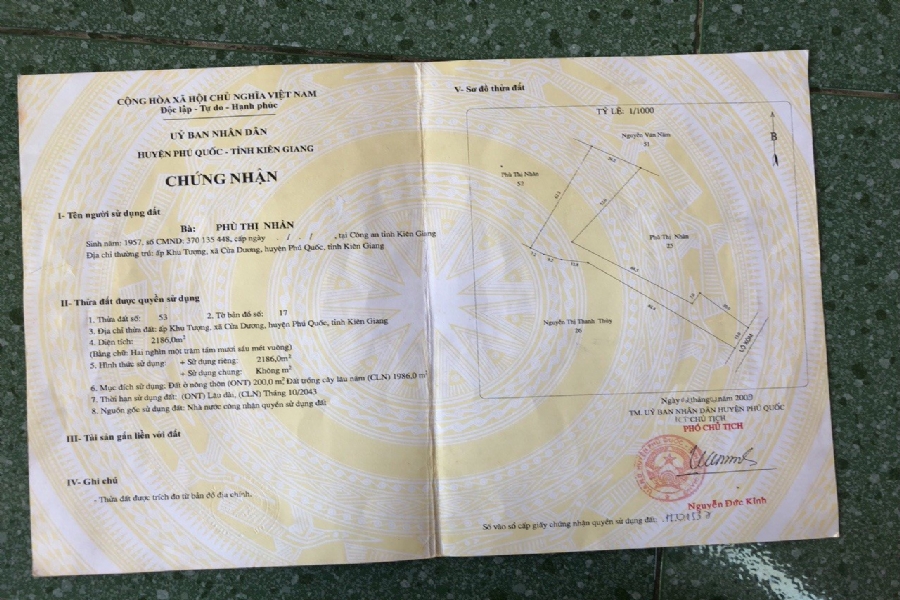 CỘNG HÒA XÃ HỘI CHỦ NGHĨA VIỆT NAM
Độc lập - Tự do - Hạnh phúc
UỶ BAN NHÂN DÂN
HUYỆN PHÚ QUỐC - TỈNH KIÊN GIANG
CHỨNG NHẬN
I- Tên người sử dụng đất
Bà: PHÙ THỊ NHÂN
Sinh năm: 1957, số CMND: 370 135 448, cấp ngày / / , tại Công an tỉnh Kiên Giang
Địa chỉ thường trú: ấp Khu Tượng, xã Cửa Dương, huyện Phú Quốc, tỉnh Kiên Giang
II- Thửa đất được quyền sử dụng
1. Thửa đất số: 53 2. Tờ bản đồ số: 17
3. Địa chỉ thửa đất: ấp Khu Tượng, xã Cửa Dương, huyện Phú Quốc, tỉnh Kiên Giang
4. Diện tích: 2186,0m²
(Bằng chữ: Hai nghìn một trăm tám mươi sáu mét vuông)
5. Hình thức sử dụng: + Sử dụng riêng: 2186,0m²
+ Sử dụng chung: Không m²
6. Mục đích sử dụng: Đất ở nông thôn (ONT) 200,0 m² Đất trồng cây lâu năm (CLN) 1986,0 m²
7. Thời hạn sử dụng đất: (ONT) Lâu dài, (CLN) Tháng 10/2043
8. Nguồn gốc sử dụng đất: Nhà nước công nhận quyền sử dụng đất
III- Tài sản gắn liền với đất
IV- Ghi chú
- Thửa đất được trích đo từ bản đồ địa chính.
V- Sơ đồ thửa đất
TỶ LỆ: 1/1000
B
Nguyễn Văn Năm
51
Phù Thị Nhân
53
Phù Thị Nhân
25
Nguyễn Thị Thanh Thúy
26
Ngày tháng năm 2009
TM. UỶ BAN NHÂN DÂN HUYỆN PHÚ QUỐC
KT. CHỦ TỊCH
PHÓ CHỦ TỊCH
Nguyễn Đức Kỉnh
Số vào sổ cấp giấy chứng nhận quyền sử dụng đất: